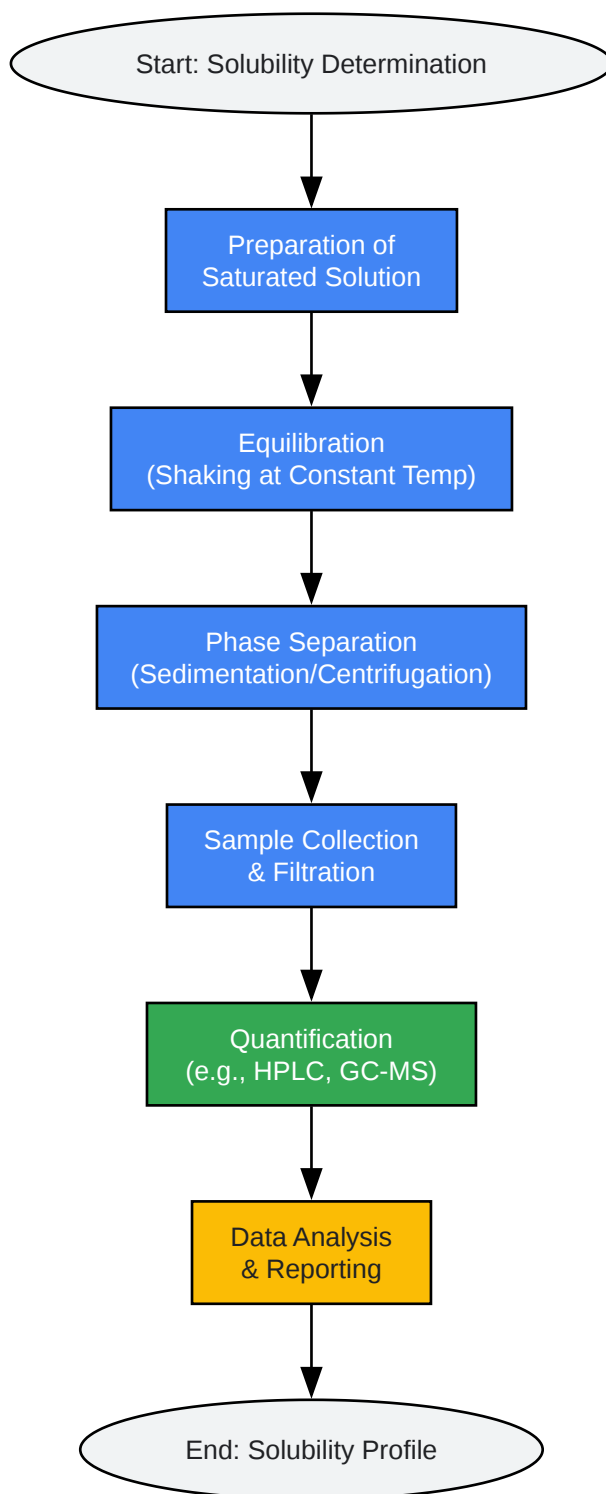 Start: Solubility Determination
Preparation of
Saturated Solution
Equilibration
(Shaking at Constant Temp)
Phase Separation
(Sedimentation/Centrifugation)
Sample Collection
& Filtration
Quantification
(e.g., HPLC, GC-MS)
Data Analysis
& Reporting
End: Solubility Profile